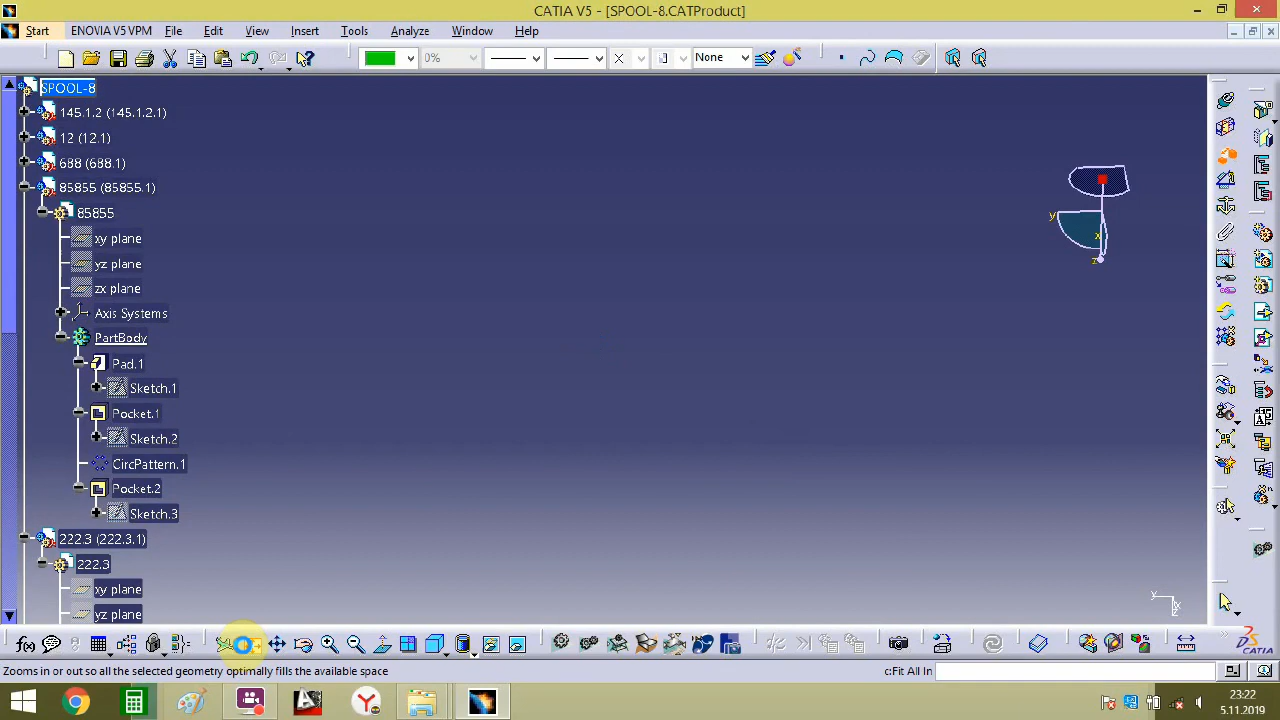 CATIA V5 - [SPOOL-8.CATProduct]
Start ENOVIA V5 VPM File Edit View Insert Tools Analyze Window Help
0% None
SPOOL-8
145.1.2 (145.1.2.1)
12 (12.1)
688 (688.1)
85855 (85855.1)
85855
xy plane
yz plane
zx plane
Axis Systems
PartBody
Pad.1
Sketch.1
Pocket.1
Sketch.2
CircPattern.1
Pocket.2
Sketch.3
222.3 (222.3.1)
222.3
xy plane
yz plane
y
x
z
y x
z
f(x)
CATIA
Zooms in or out so all the selected geometry optimally fills the available space
c:Fit All In
23:22
5.11.2019